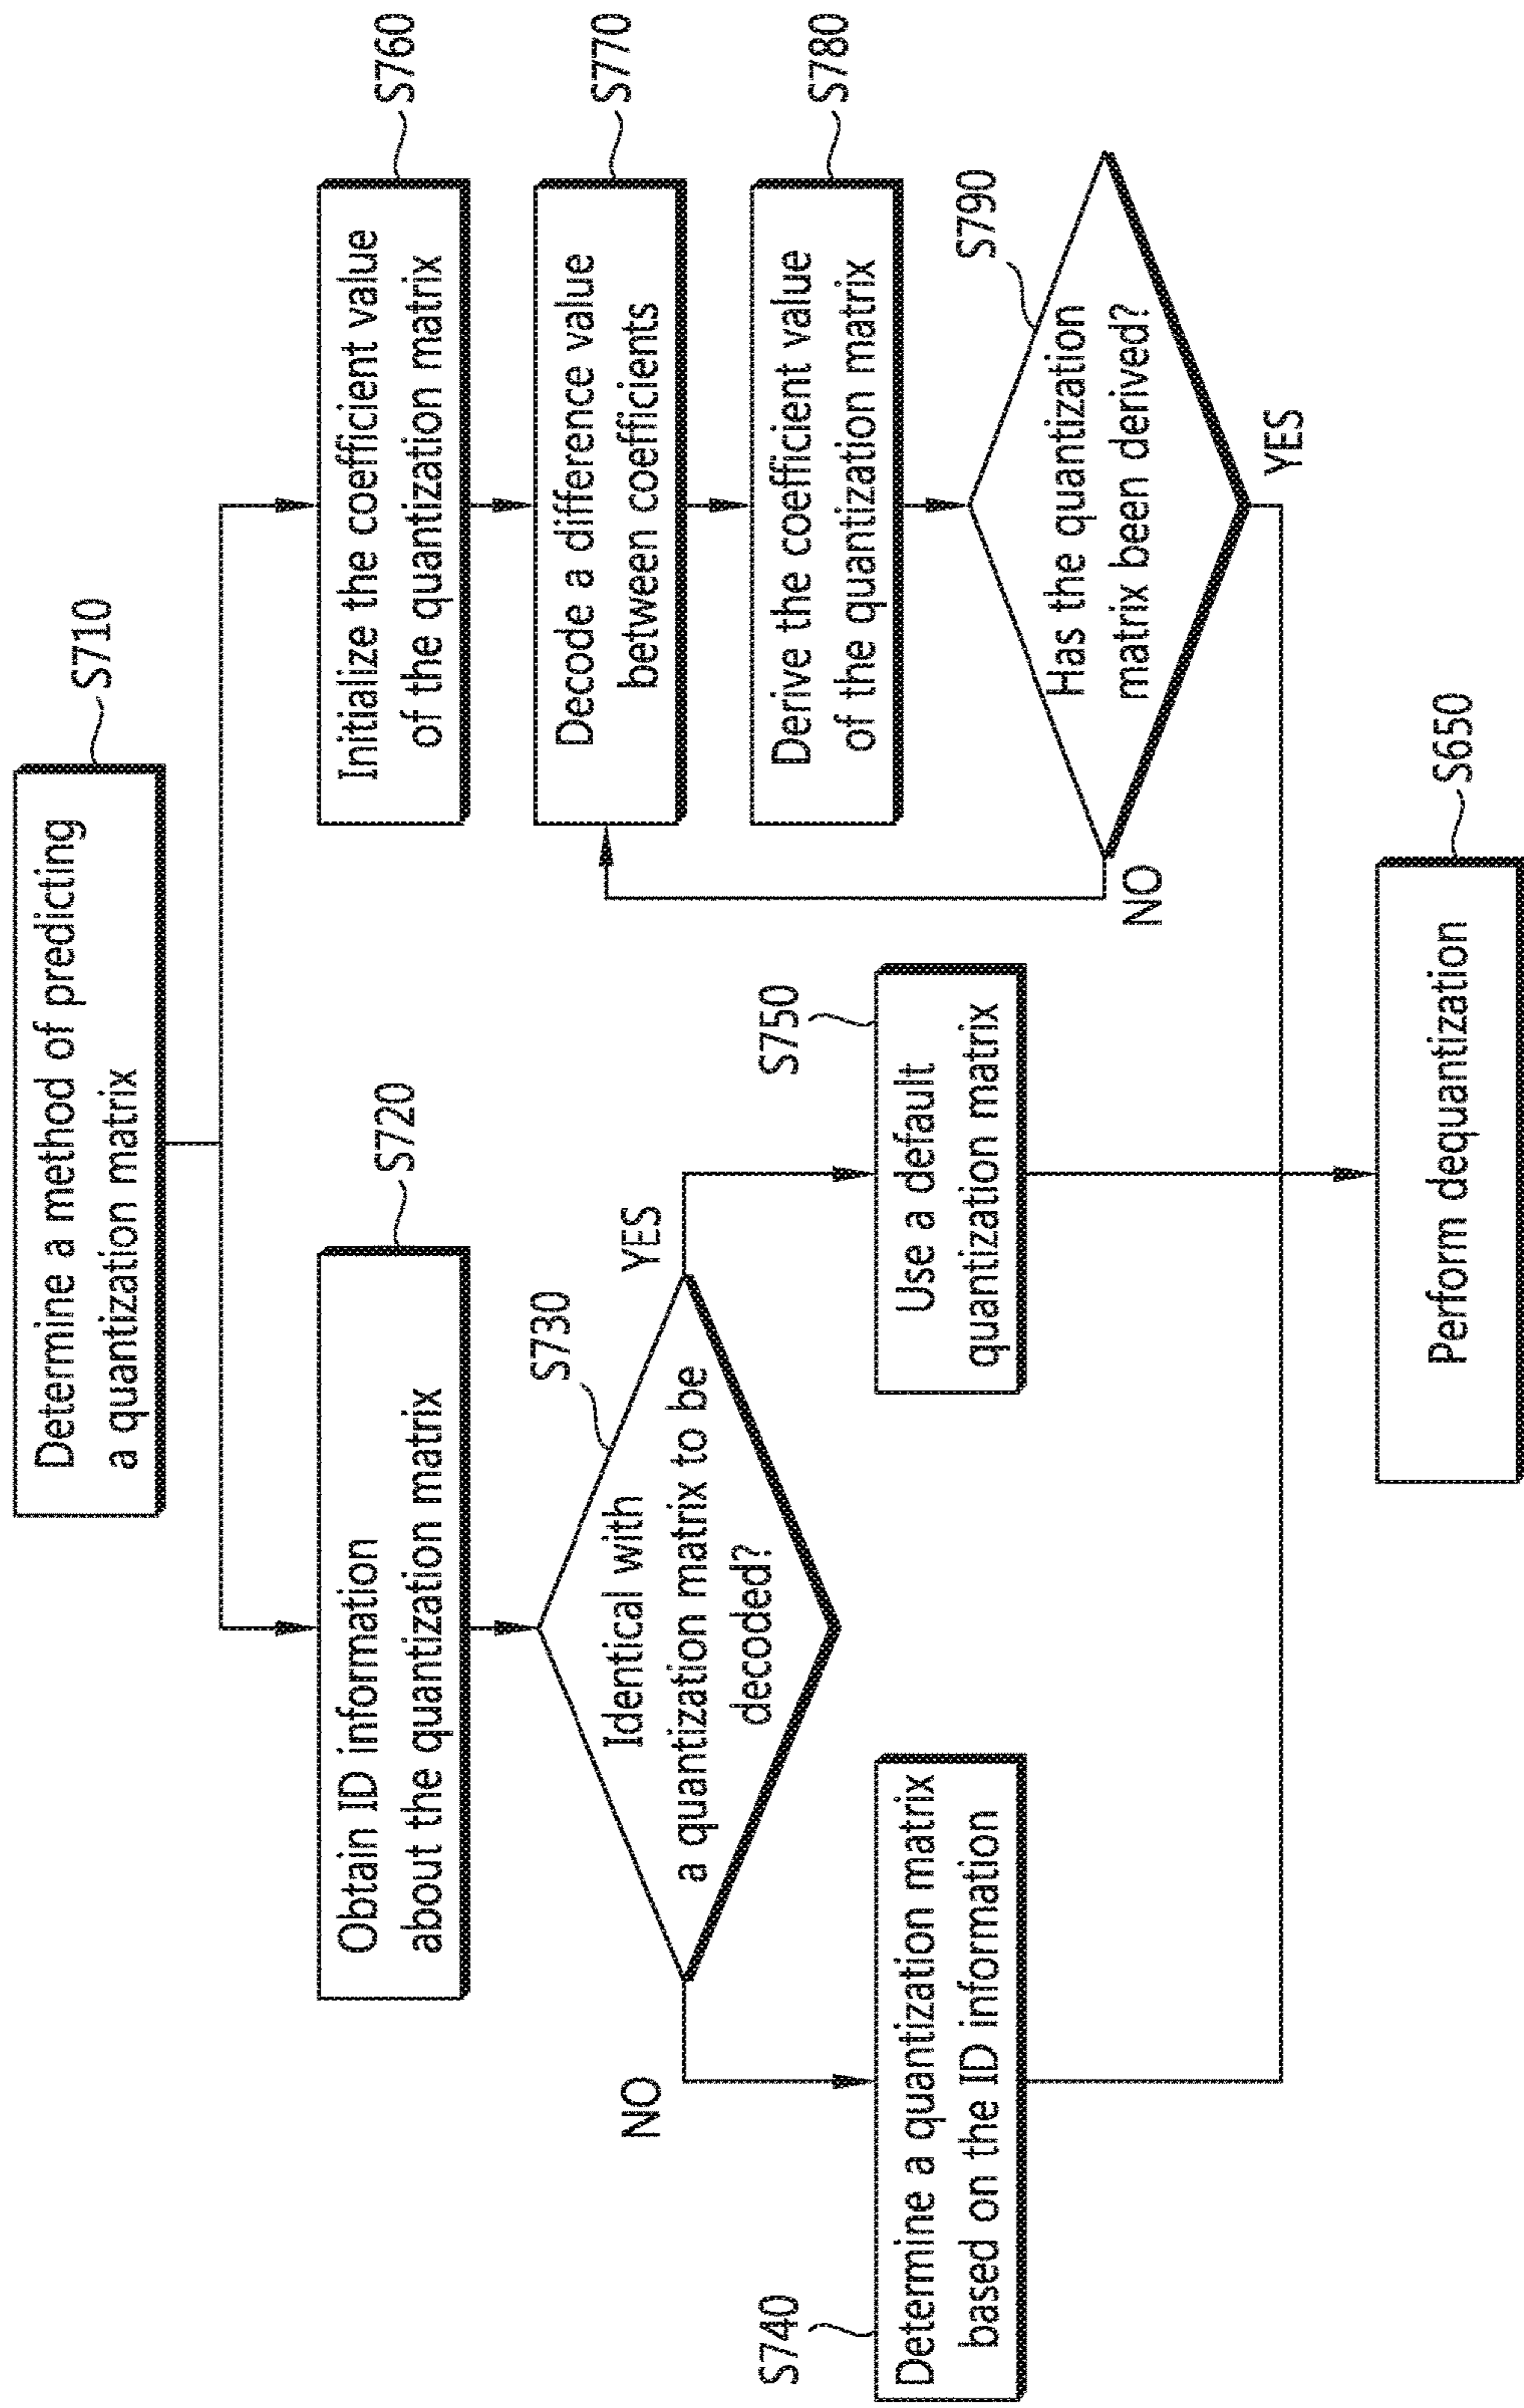 S710
Determine a method of predicting
a quantization matrix
S720
Obtain ID information
about the quantization matrix
S730
Identical with
a quantization matrix to be
decoded?
NO
YES
S740
Determine a quantization matrix
based on the ID information
S750
Use a default
quantization matrix
S760
Initialize the coefficient value
of the quantization matrix
S770
Decode a difference value
between coefficients
S780
Derive the coefficient value
of the quantization matrix
S790
Has the quantization
matrix been derived?
NO
YES
S650
Perform dequantization